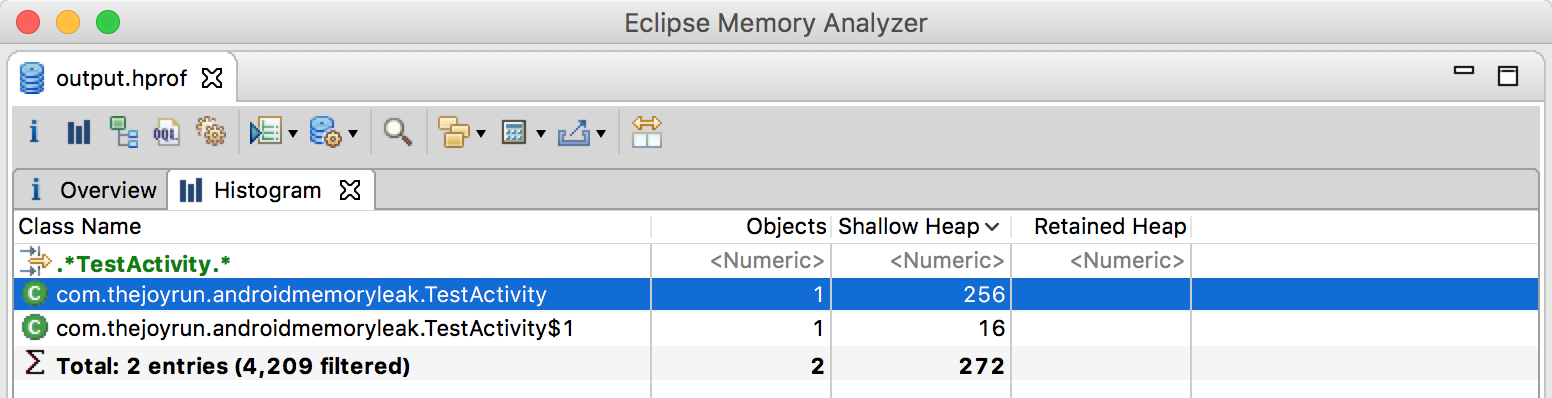 Eclipse Memory Analyzer
output.hprof
i OQL
i Overview Histogram
Class Name Objects Shallow Heap Retained Heap
.*TestActivity.* <Numeric> <Numeric> <Numeric>
C com.thejoyrun.androidmemoryleak.TestActivity 1 256
C com.thejoyrun.androidmemoryleak.TestActivity$1 1 16
Σ Total: 2 entries (4,209 filtered) 2 272